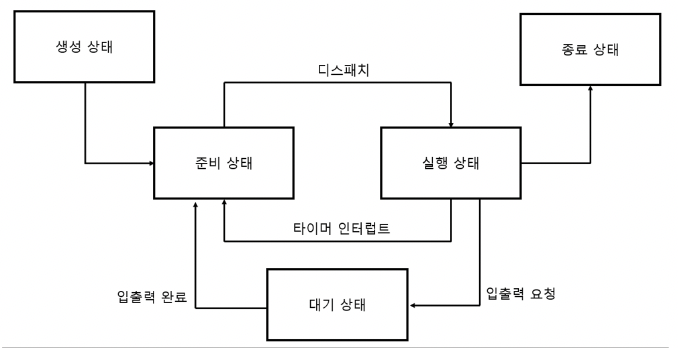 생성 상태
종료 상태
디스패치
준비 상태
실행 상태
타이머 인터럽트
입출력 완료
대기 상태
입출력 요청